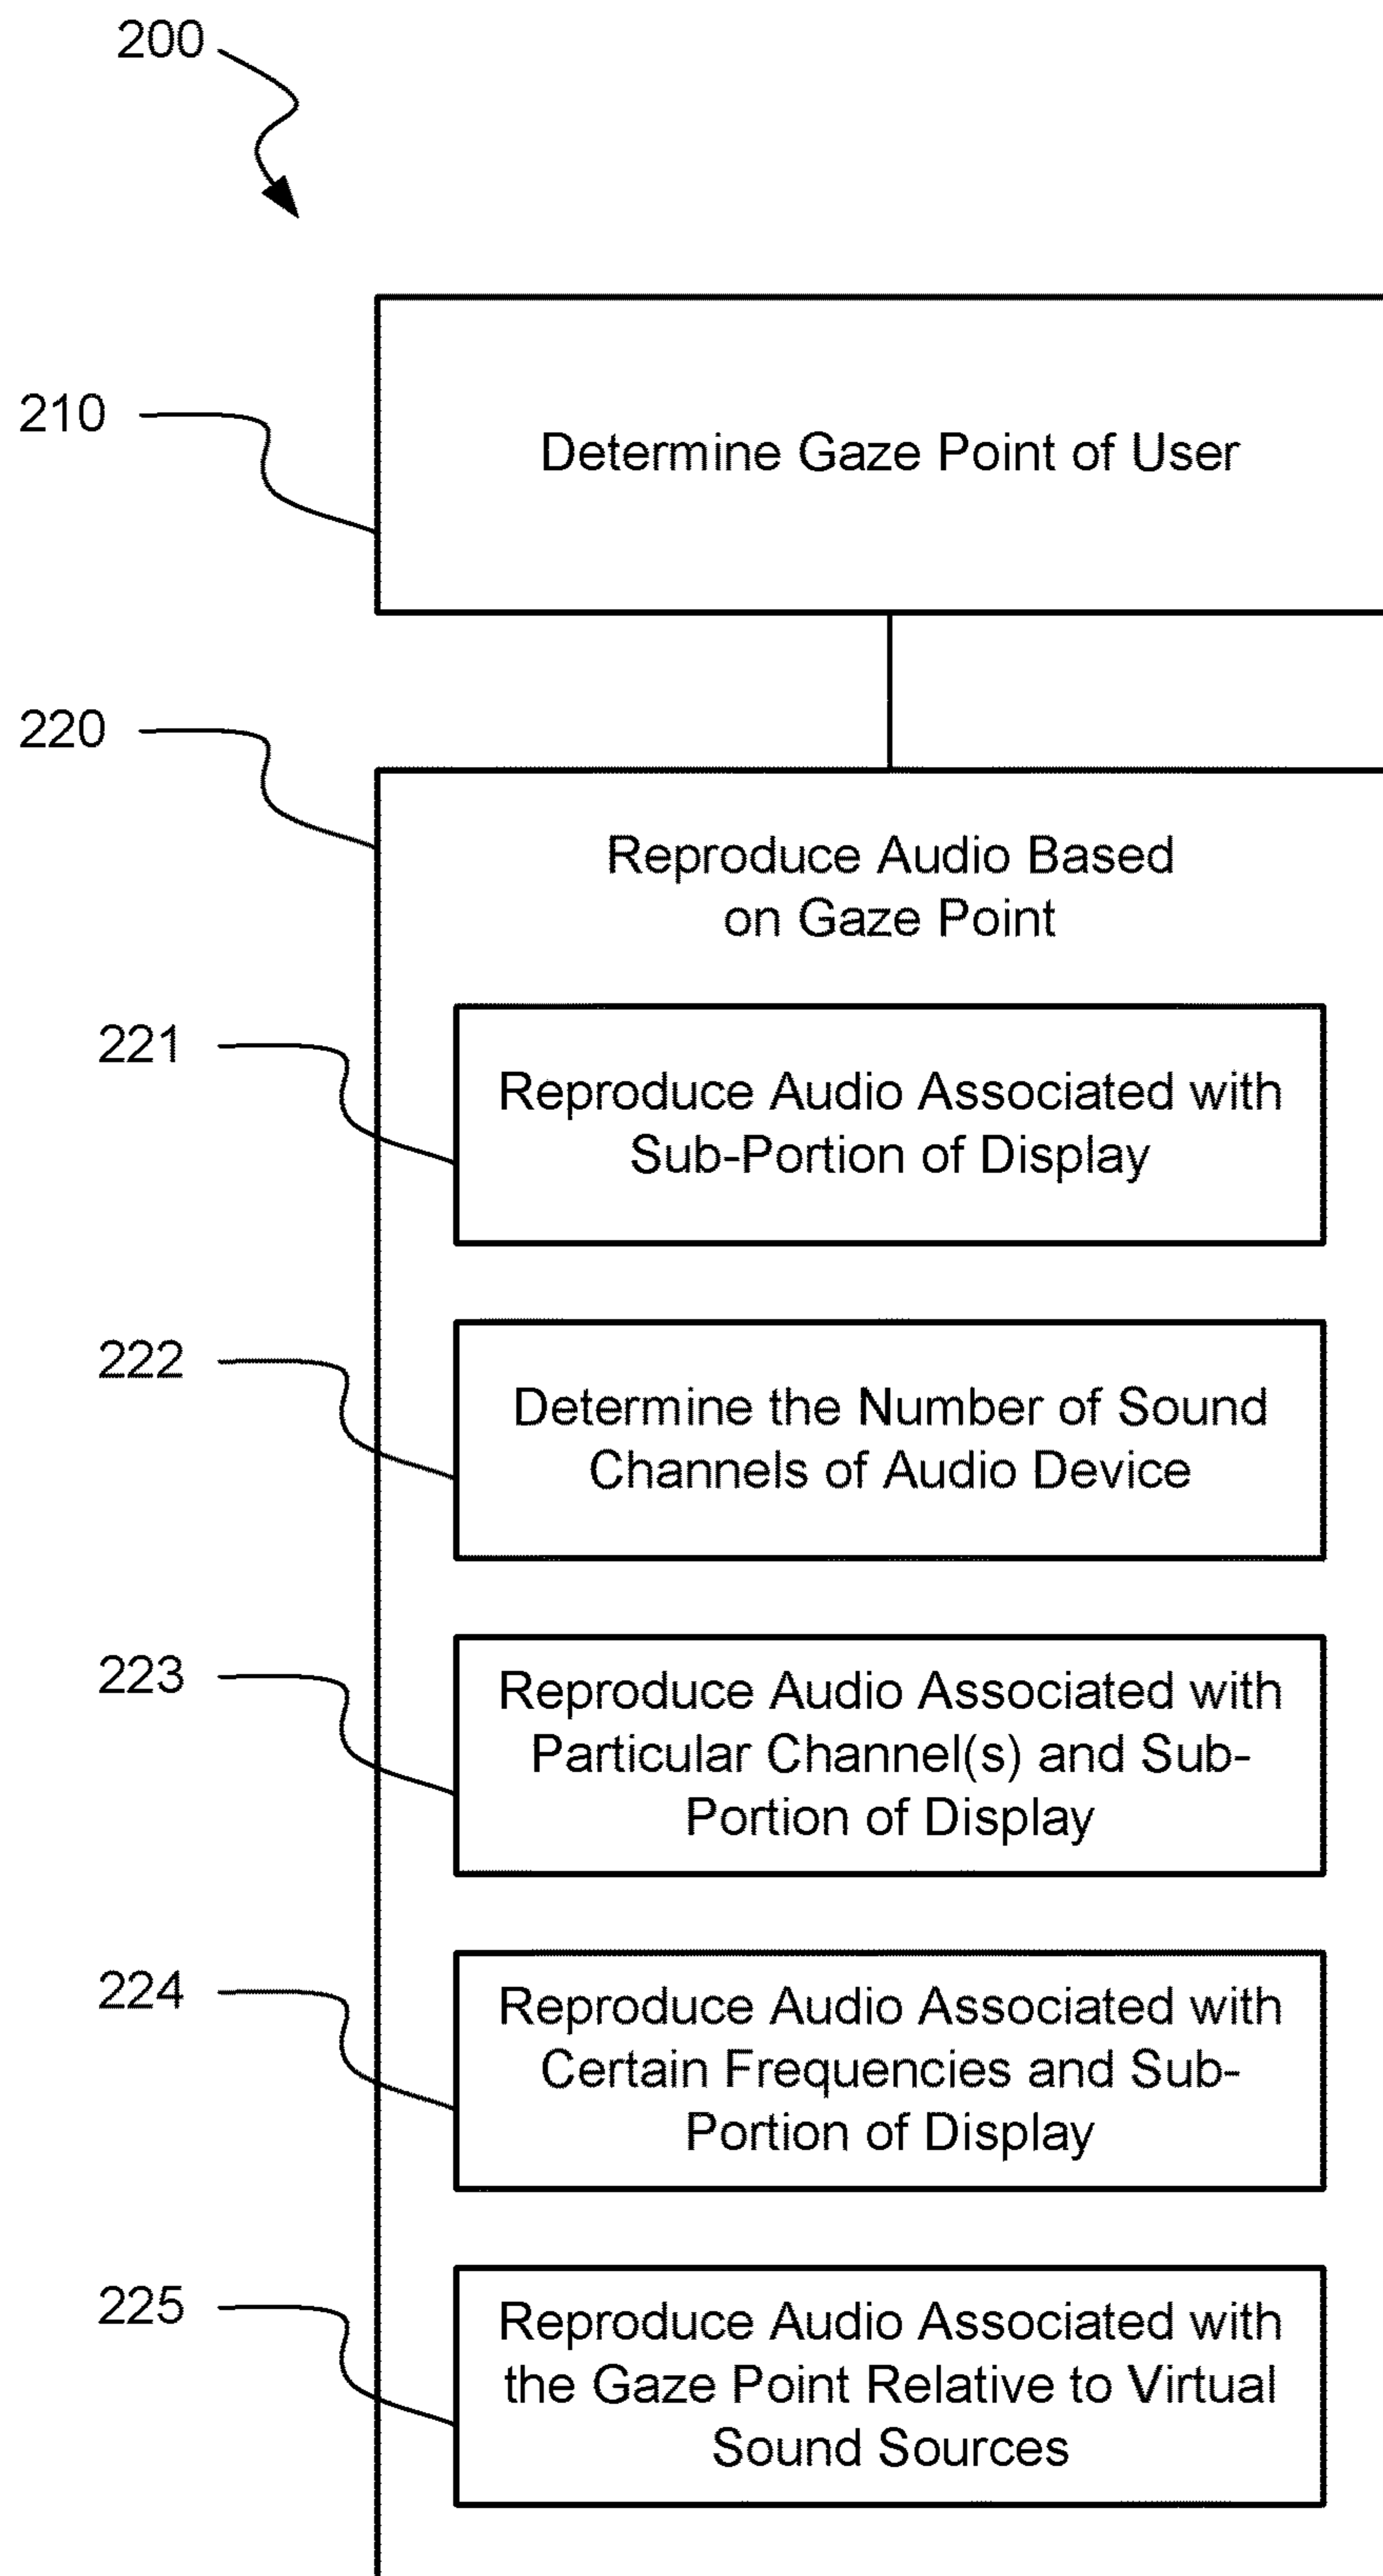 200
210
Determine Gaze Point of User
220
Reproduce Audio Based
on Gaze Point
221
Reproduce Audio Associated with
Sub-Portion of Display
222
Determine the Number of Sound
Channels of Audio Device
223
Reproduce Audio Associated with
Particular Channel(s) and Sub-
Portion of Display
224
Reproduce Audio Associated with
Certain Frequencies and Sub-
Portion of Display
225
Reproduce Audio Associated with
the Gaze Point Relative to Virtual
Sound Sources